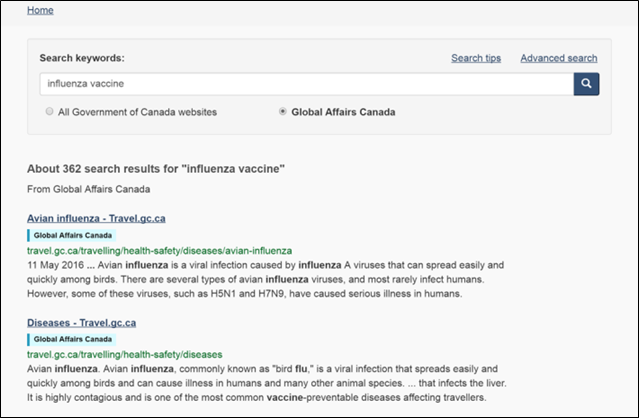 Home
Search keywords:
Search tips
Advanced search
influenza vaccine
All Government of Canada websites
Global Affairs Canada
About 362 search results for "influenza vaccine"
From Global Affairs Canada
Avian influenza - Travel.gc.ca
Global Affairs Canada
travel.gc.ca/travelling/health-safety/diseases/avian-influenza
11 May 2016 ... Avian influenza is a viral infection caused by influenza A viruses that can spread easily and
quickly among birds. There are several types of avian influenza viruses, and most rarely infect humans.
However, some of these viruses, such as H5N1 and H7N9, have caused serious illness in humans.
Diseases - Travel.gc.ca
Global Affairs Canada
travel.gc.ca/travelling/health-safety/diseases
Avian influenza. Avian influenza, commonly known as "bird flu," is a viral infection that spreads easily and
quickly among birds and can cause illness in humans and many other animal species. ... that infects the liver.
It is highly contagious and is one of the most common vaccine-preventable diseases affecting travellers.